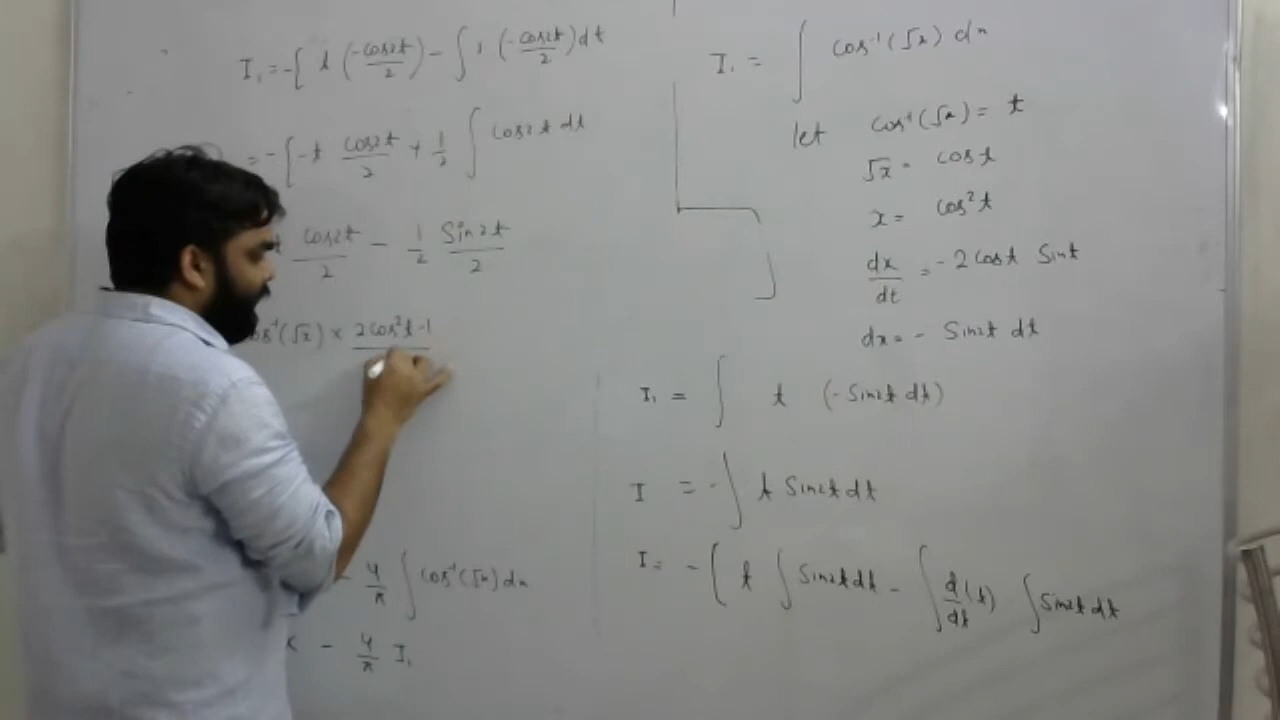 I₁ = -[ t (-cos2t/2) - ∫ 1 (-cos2t/2) dt
= - [ -t cos2t/2 + 1/2 ∫ cos2t dt
cos2t/2 - 1/2 Sin2t/2
cos⁻¹(√x) × 2cos²t-1
- 4/π ∫ cos⁻¹(√x) dx
x - 4/π I₁
I₁ = ∫ cos⁻¹(√x) dx
let cos⁻¹(√x) = t
√x = cost
x = cos²t
dx/dt = -2 cost Sint
dx = - Sin2t dt
I₁ = ∫ t (-Sin2t dt)
I = -∫ t Sin2t dt
I = - [ t ∫ Sin2t dt - ∫ d/dt (t) ∫ Sin2t dt